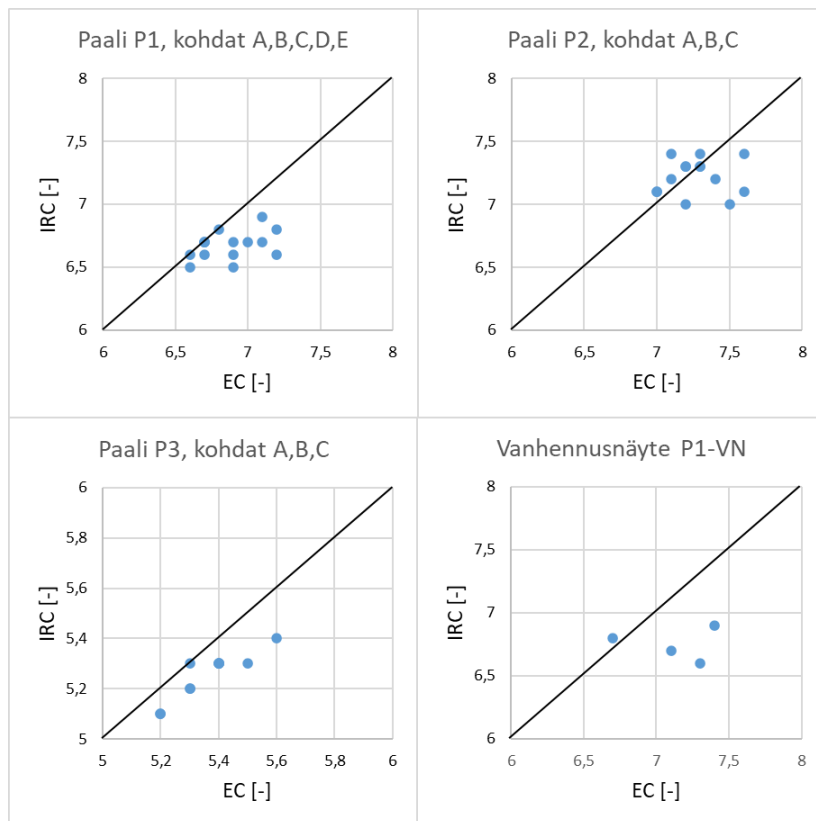 Paali P1, kohdat A,B,C,D,E
8
7,5
7
6,5
6
IRC [-]
6 6,5 7 7,5 8
EC [-]
Paali P2, kohdat A,B,C
8
7,5
7
6,5
6
IRC [-]
6 6,5 7 7,5 8
EC [-]
Paali P3, kohdat A,B,C
6
5,8
5,6
5,4
5,2
5
IRC [-]
5 5,2 5,4 5,6 5,8 6
EC [-]
Vanhennusnäyte P1-VN
8
7,5
7
6,5
6
IRC [-]
6 6,5 7 7,5 8
EC [-]